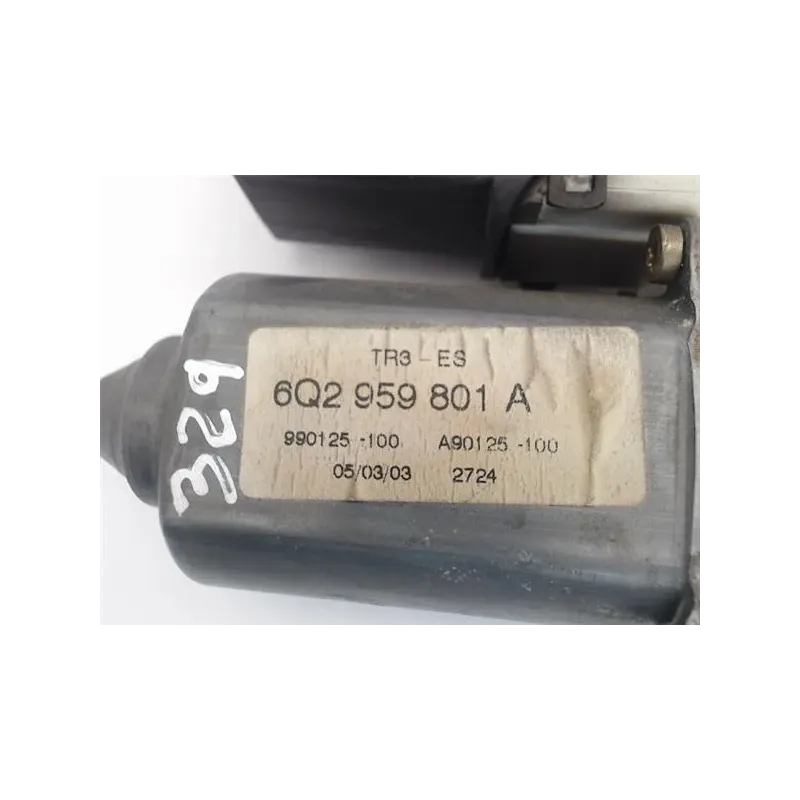 TR3 - ES
6Q2 959 801 A
990125 -100 A90125 -100
05/03/03 2724
329